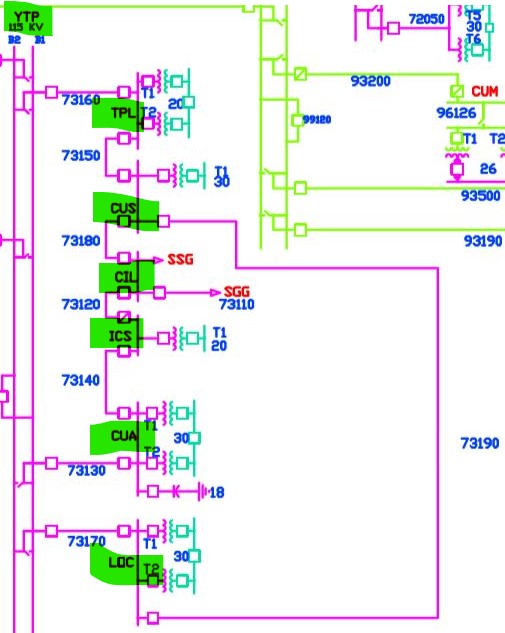 YTP
115 KV
B2 B1
73160
T1
20
TPL
T2
73150
T1
30
CUS
73180
SSG
CIL
SGG
73110
73120
ICS
T1
20
73140
T1
30
CUA
T2
73130
18
73170
T1
30
LQC
T2
72050
T5
30
T6
93200
CUM
96126
99120
T1 T2
26
93500
93190
73190